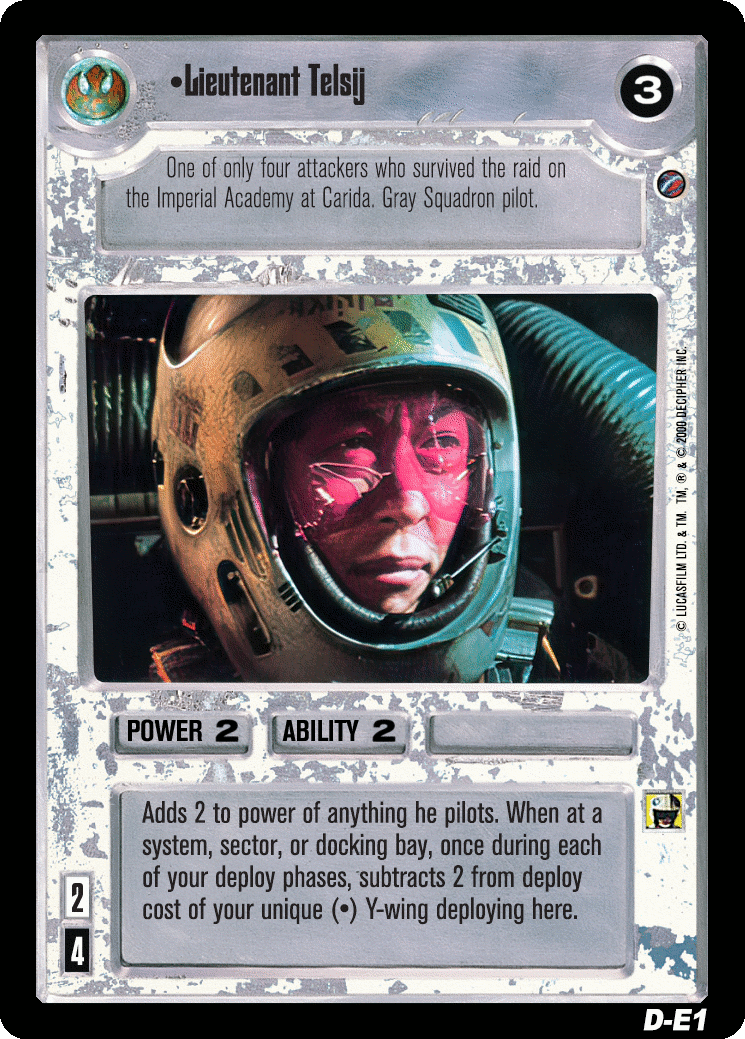 •Lieutenant Telsij
3
One of only four attackers who survived the raid on
the Imperial Academy at Carida. Gray Squadron pilot.
© LUCASFILM LTD. & TM. TM, ® & © 2000 DECIPHER INC.
POWER 2
ABILITY 2
Adds 2 to power of anything he pilots. When at a
system, sector, or docking bay, once during each
of your deploy phases, subtracts 2 from deploy
cost of your unique (•) Y-wing deploying here.
2
4
D-E1